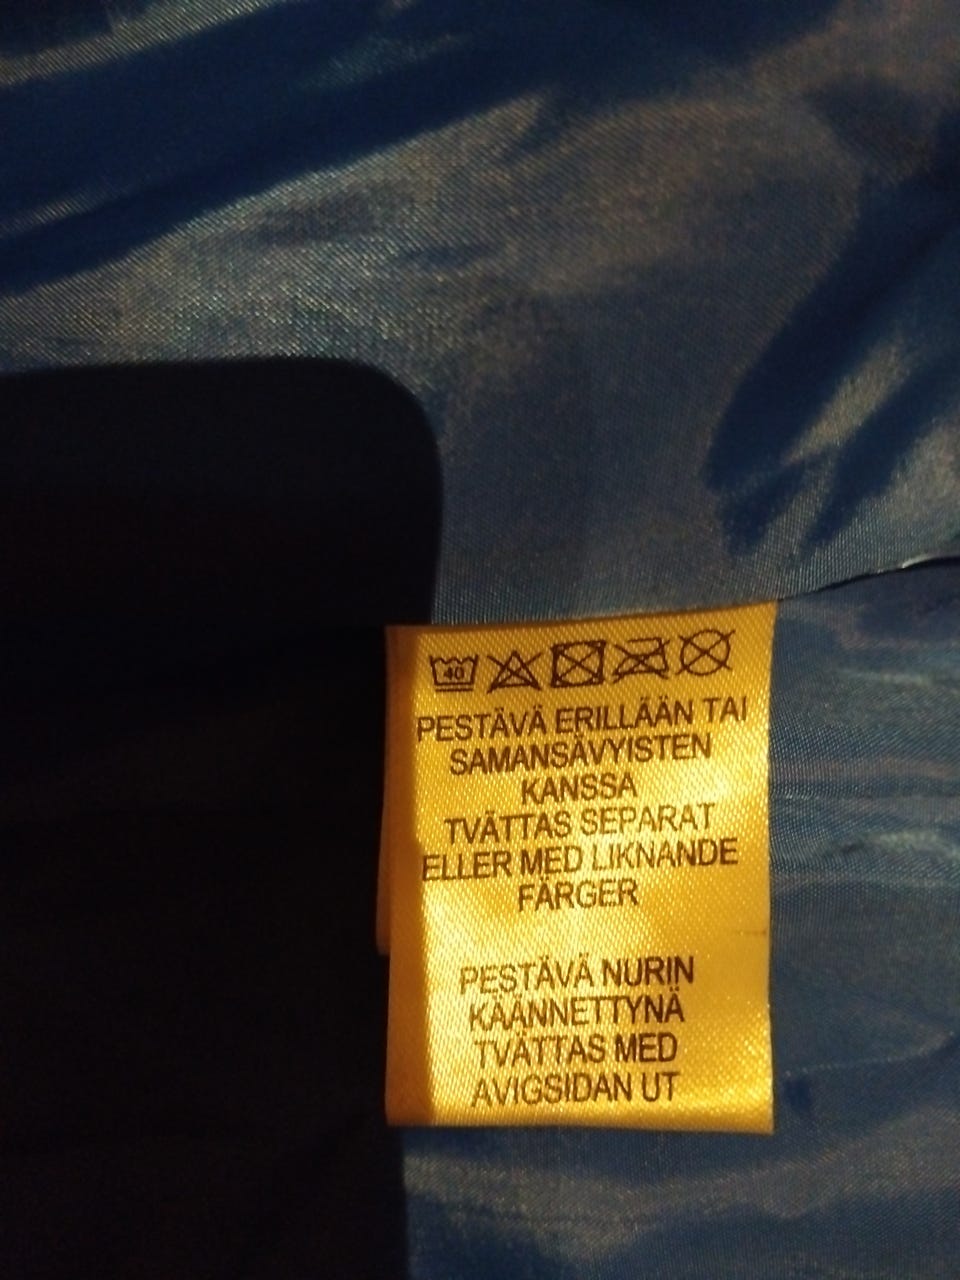 40
PESTÄVÄ ERILLÄÄN TAI
SAMANSÄVYISTEN
KANSSA
TVÄTTAS SEPARAT
ELLER MED LIKNANDE
FÄRGER
PESTÄVÄ NURIN
KÄÄNNETTYNÄ
TVÄTTAS MED
AVIGSIDAN UT